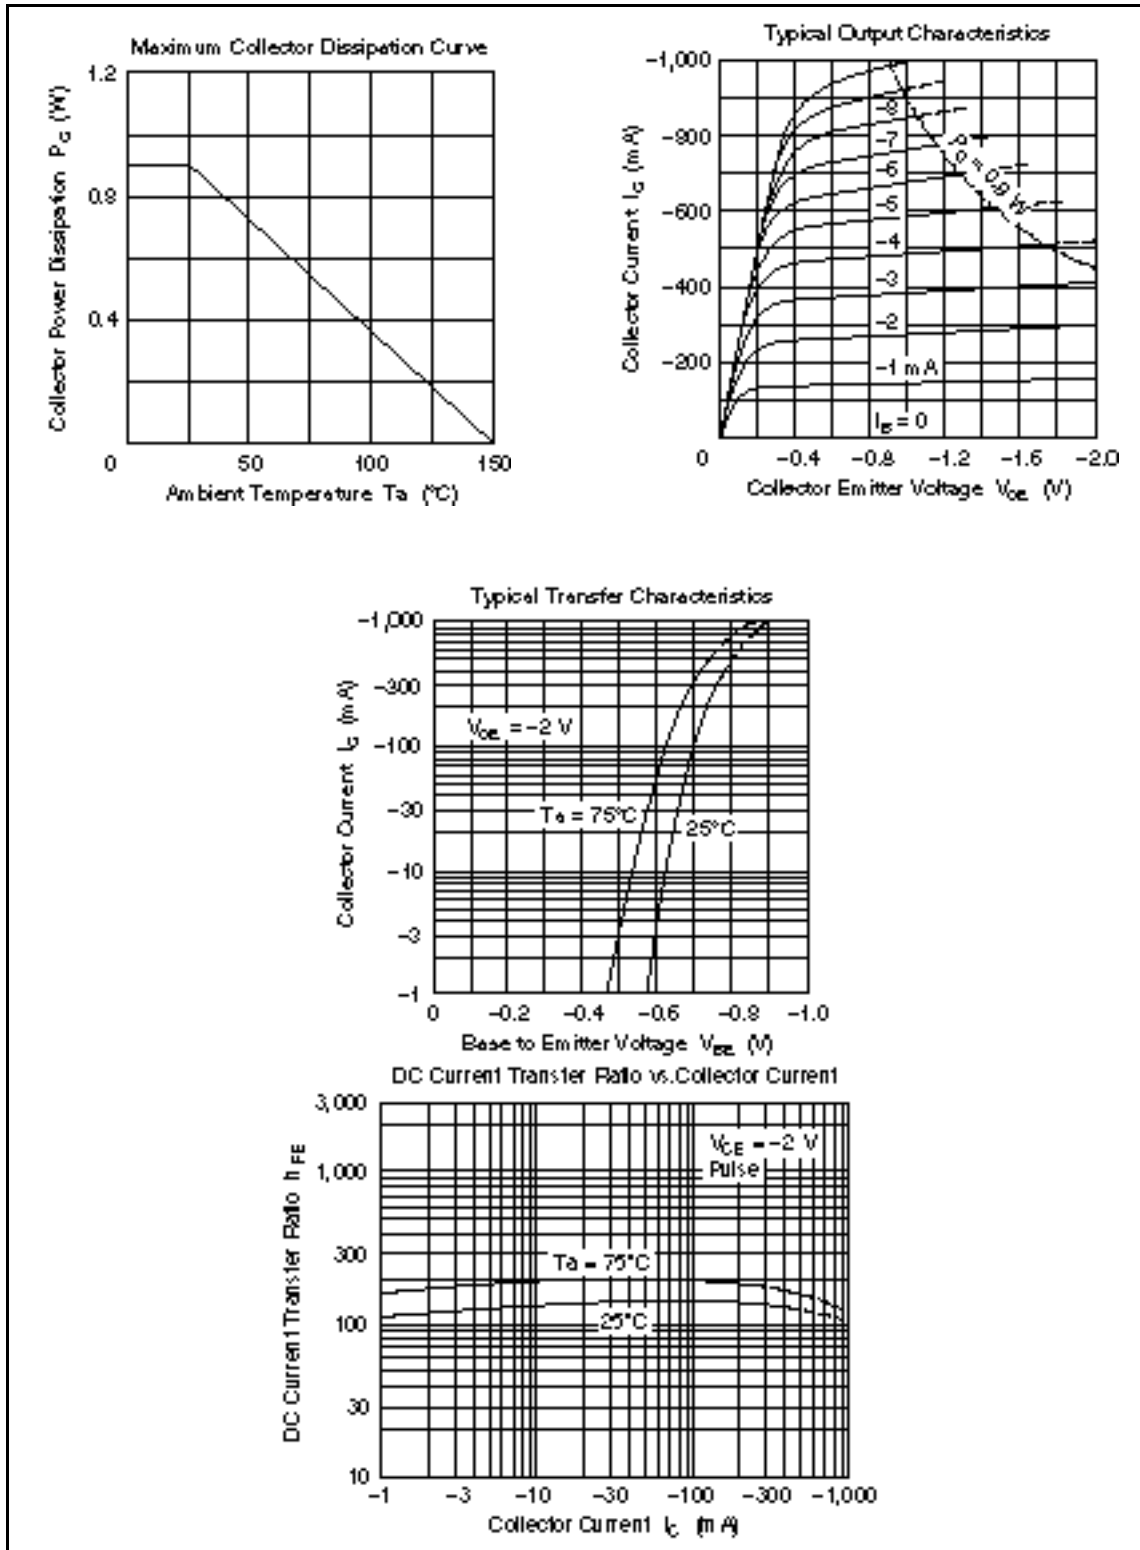 Maximum Collector Dissipation Curve
Collector Power Dissipation P_C (W)
1.2
0.8
0.4
0
50
100
150
Ambient Temperature Ta (°C)
Typical Output Characteristics
Collector Current I_C (mA)
–1,000
–800
–600
–400
–200
0
–0.4
–0.8
–1.2
–1.6
–2.0
–8
–7
–6
–5
–4
–3
–2
–1 mA
I_B = 0
P_C = 0.9 W
Collector Emitter Voltage V_CE (V)
Typical Transfer Characteristics
Collector Current I_C (mA)
–1,000
–300
–100
–30
–10
–3
–1
V_CE = –2 V
Ta = 75°C
25°C
0
–0.2
–0.4
–0.6
–0.8
–1.0
Base to Emitter Voltage V_BE (V)
DC Current Transfer Ratio vs.Collector Current
DC Current Transfer Ratio h_FE
3,000
1,000
300
100
30
10
V_CE = –2 V
Pulse
Ta = 75°C
25°C
–1
–3
–10
–30
–100
–300
–1,000
Collector Current I_C (mA)